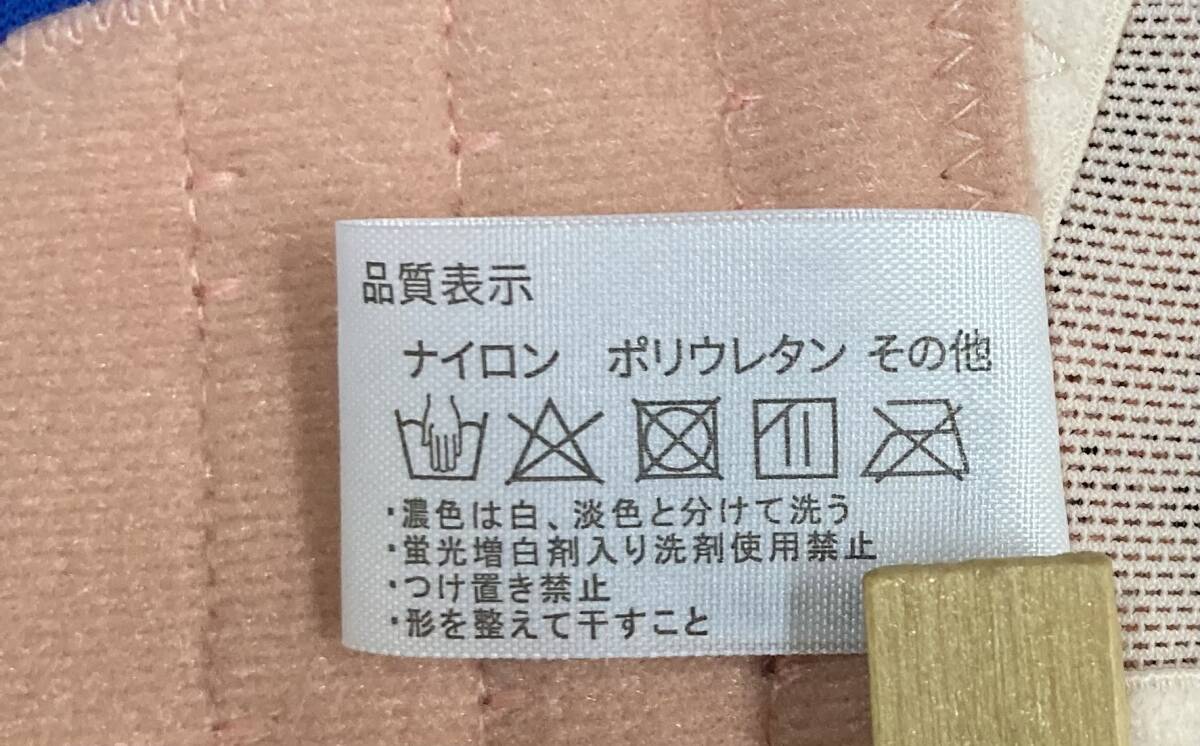 品質表示
ナイロン ポリウレタン その他
・濃色は白、淡色と分けて洗う
・蛍光増白剤入り洗剤使用禁止
・つけ置き禁止
・形を整えて干すこと